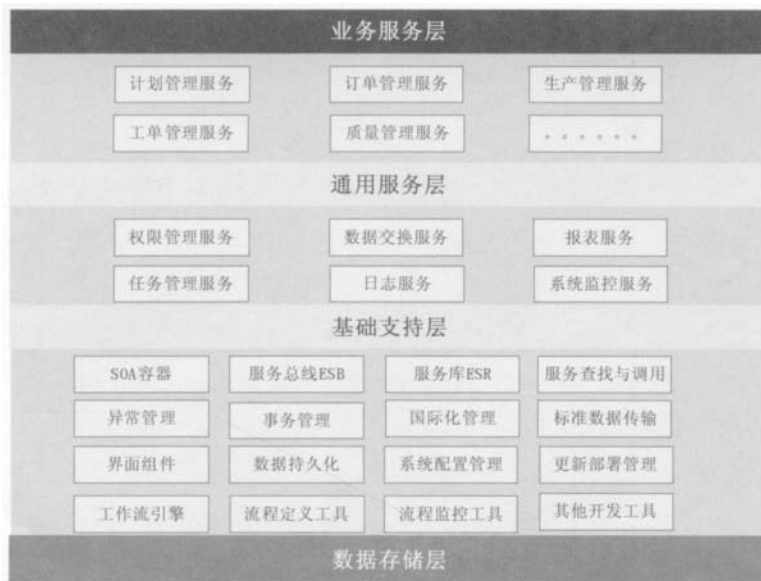 业务服务层
计划管理服务 订单管理服务 生产管理服务
工单管理服务 质量管理服务 。。。。。。
通用服务层
权限管理服务 数据交换服务 报表服务
任务管理服务 日志服务 系统监控服务
基础支持层
SOA容器 服务总线ESB 服务库ESR 服务查找与调用
异常管理 事务管理 国际化管理 标准数据传输
界面组件 数据持久化 系统配置管理 更新部署管理
工作流引擎 流程定义工具 流程监控工具 其他开发工具
数据存储层